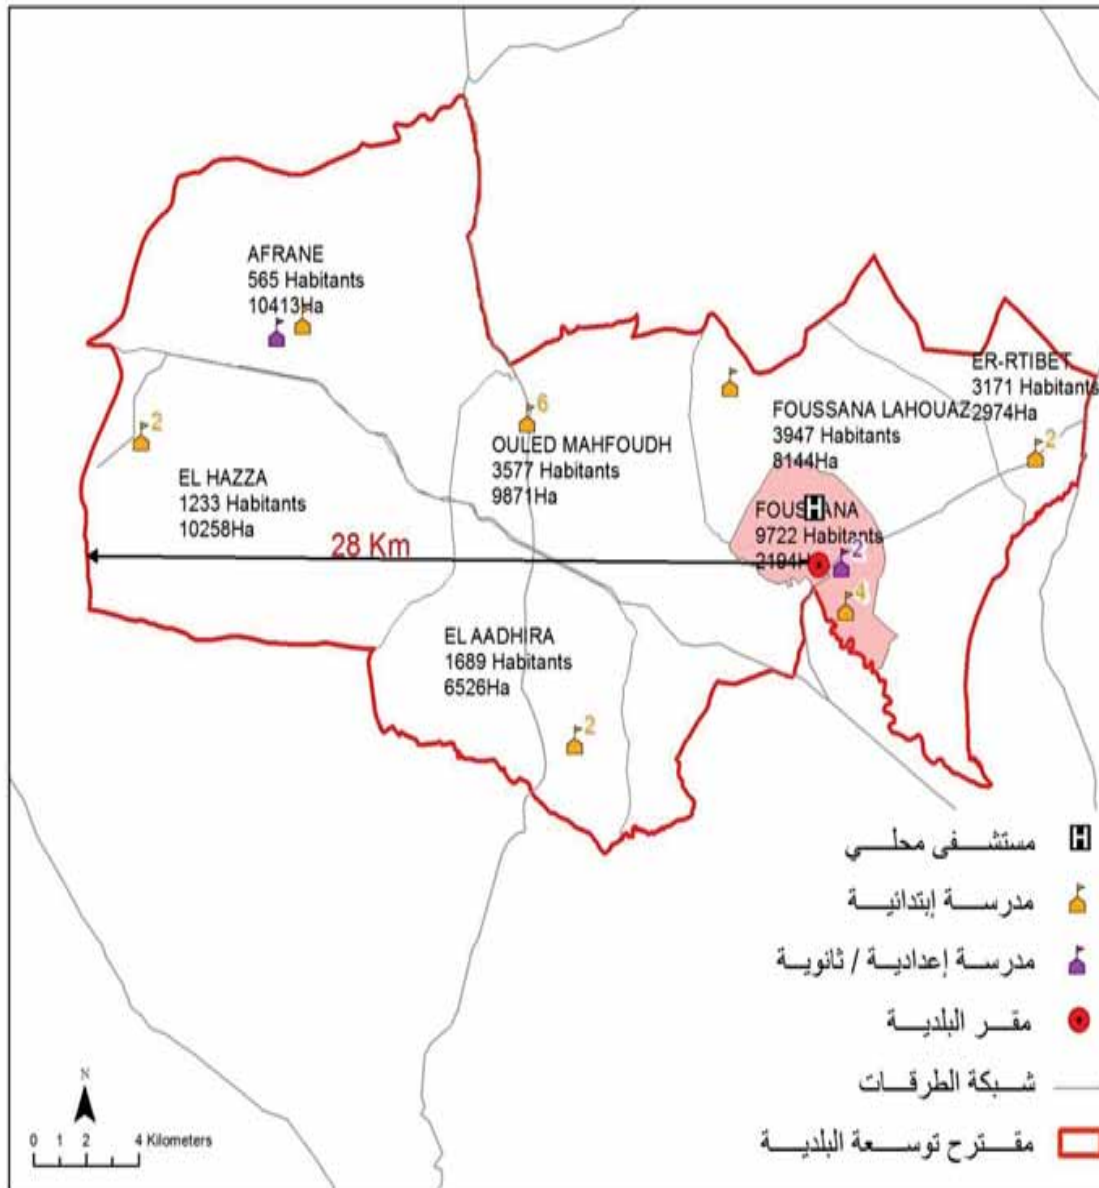 AFRANE
565 Habitants
10413Ha
ER-RTIBET
3171 Habitants
2974Ha
FOUSSANA LAHOUAZ
3947 Habitants
8144Ha
6
2
2
OULED MAHFOUDH
3577 Habitants
9871Ha
EL HAZZA
1233 Habitants
10258Ha
FOUSSANA
9722 Habitants
2194Ha
28 Km
2
4
EL AADHIRA
1689 Habitants
6526Ha
2
مستشفى محلي
مدرسة إبتدائية
مدرسة إعدادية / ثانوية
مقر البلدية
شبكة الطرقات
مقترح توسعة البلدية
N
0 1 2 4 Kilometers